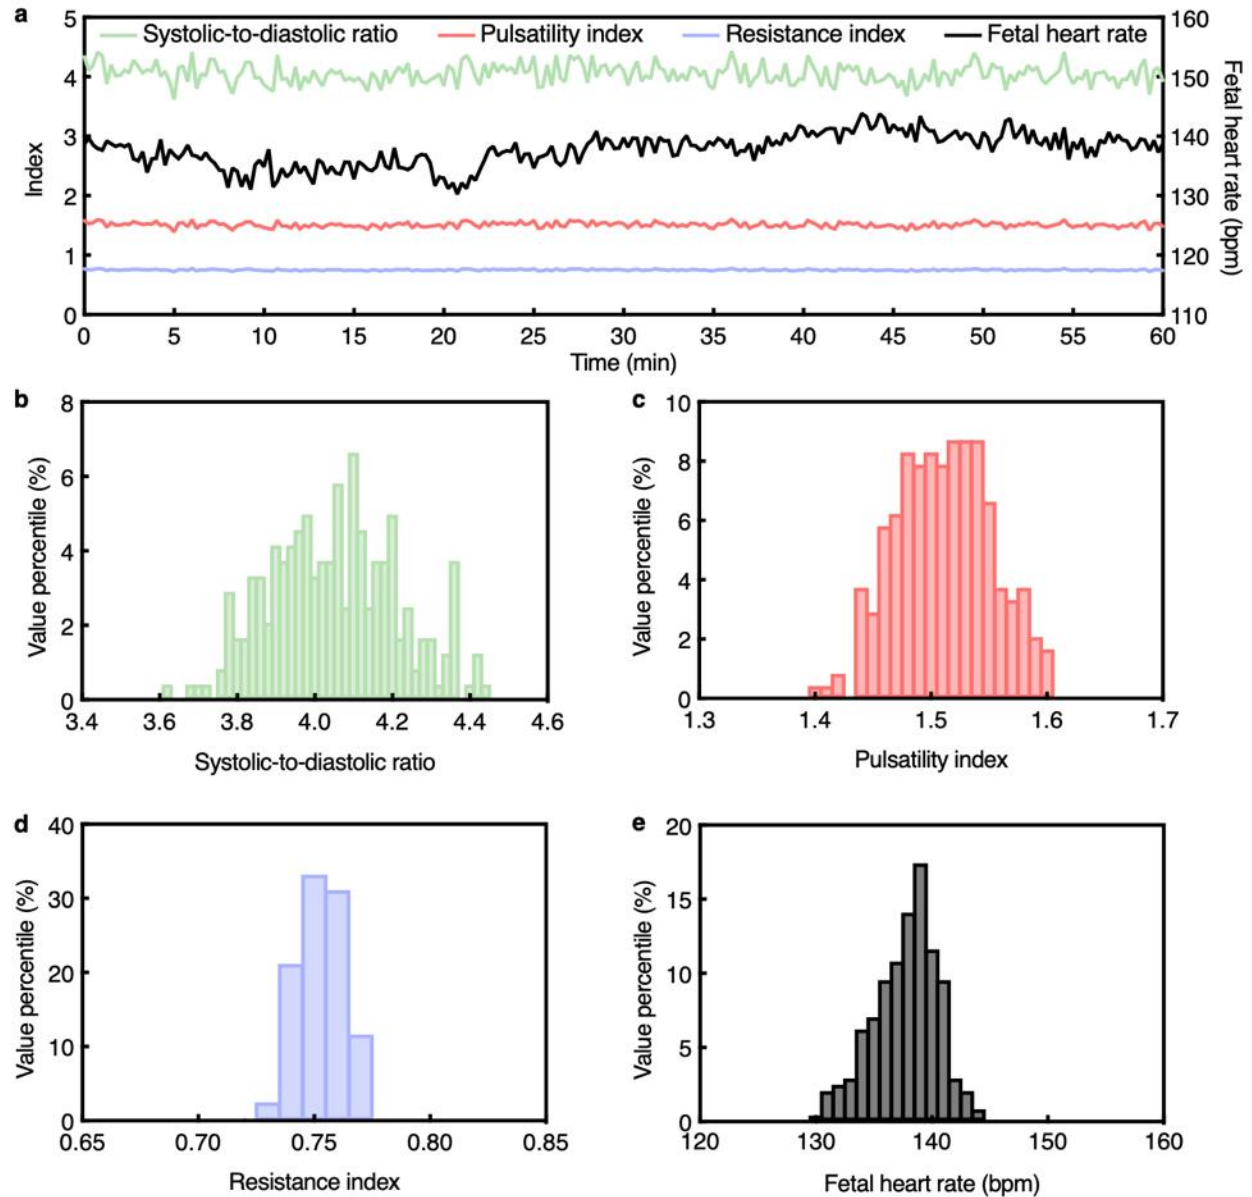 a
Systolic-to-diastolic ratio Pulsatility index Resistance index Fetal heart rate
5
4
3
2
1
0
Index
160
150
140
130
120
110
Fetal heart rate (bpm)
0 5 10 15 20 25 30 35 40 45 50 55 60
Time (min)
b
8
6
4
2
0
Value percentile (%)
3.4 3.6 3.8 4.0 4.2 4.4 4.6
Systolic-to-diastolic ratio
c
10
8
6
4
2
0
Value percentile (%)
1.3 1.4 1.5 1.6 1.7
Pulsatility index
d
40
30
20
10
0
Value percentile (%)
0.65 0.70 0.75 0.80 0.85
Resistance index
e
20
15
10
5
0
Value percentile (%)
120 130 140 150 160
Fetal heart rate (bpm)